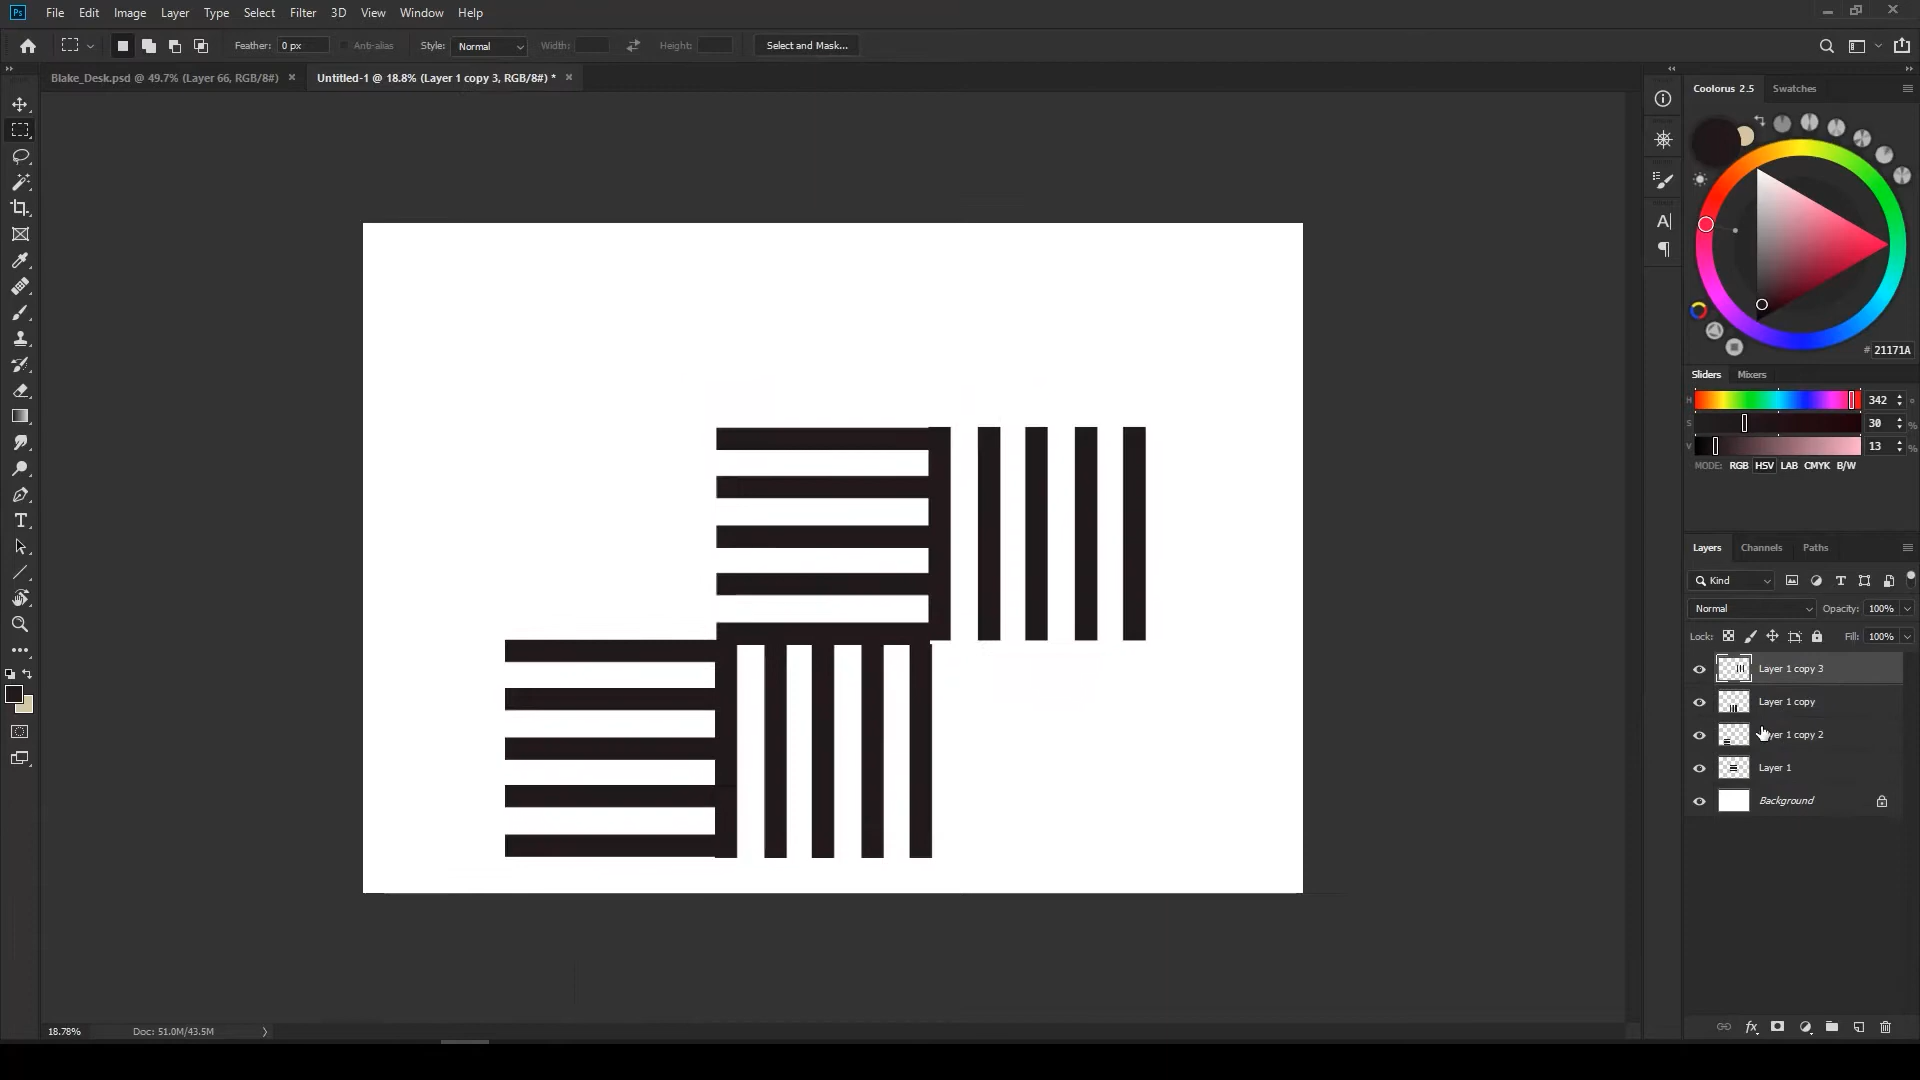 Ps File Edit Image Layer Type Select Filter 3D View Window Help
Feather: 0 px Anti-alias Style: Normal Width: Height: Select and Mask...
Blake_Desk.psd @ 49.7% (Layer 66, RGB/8#) × Untitled-1 @ 18.8% (Layer 1 copy 3, RGB/8#) * ×
Coolorus 2.5 Swatches
# 21171A
Sliders Mixers
H 342 °
S 30 %
V 13 %
MODE: RGB HSV LAB CMYK B/W
Layers Channels Paths
Kind
Normal Opacity: 100%
Lock: Fill: 100%
Layer 1 copy 3
Layer 1 copy
yer 1 copy 2
Layer 1
Background
18.78% Doc: 51.0M/43.5M